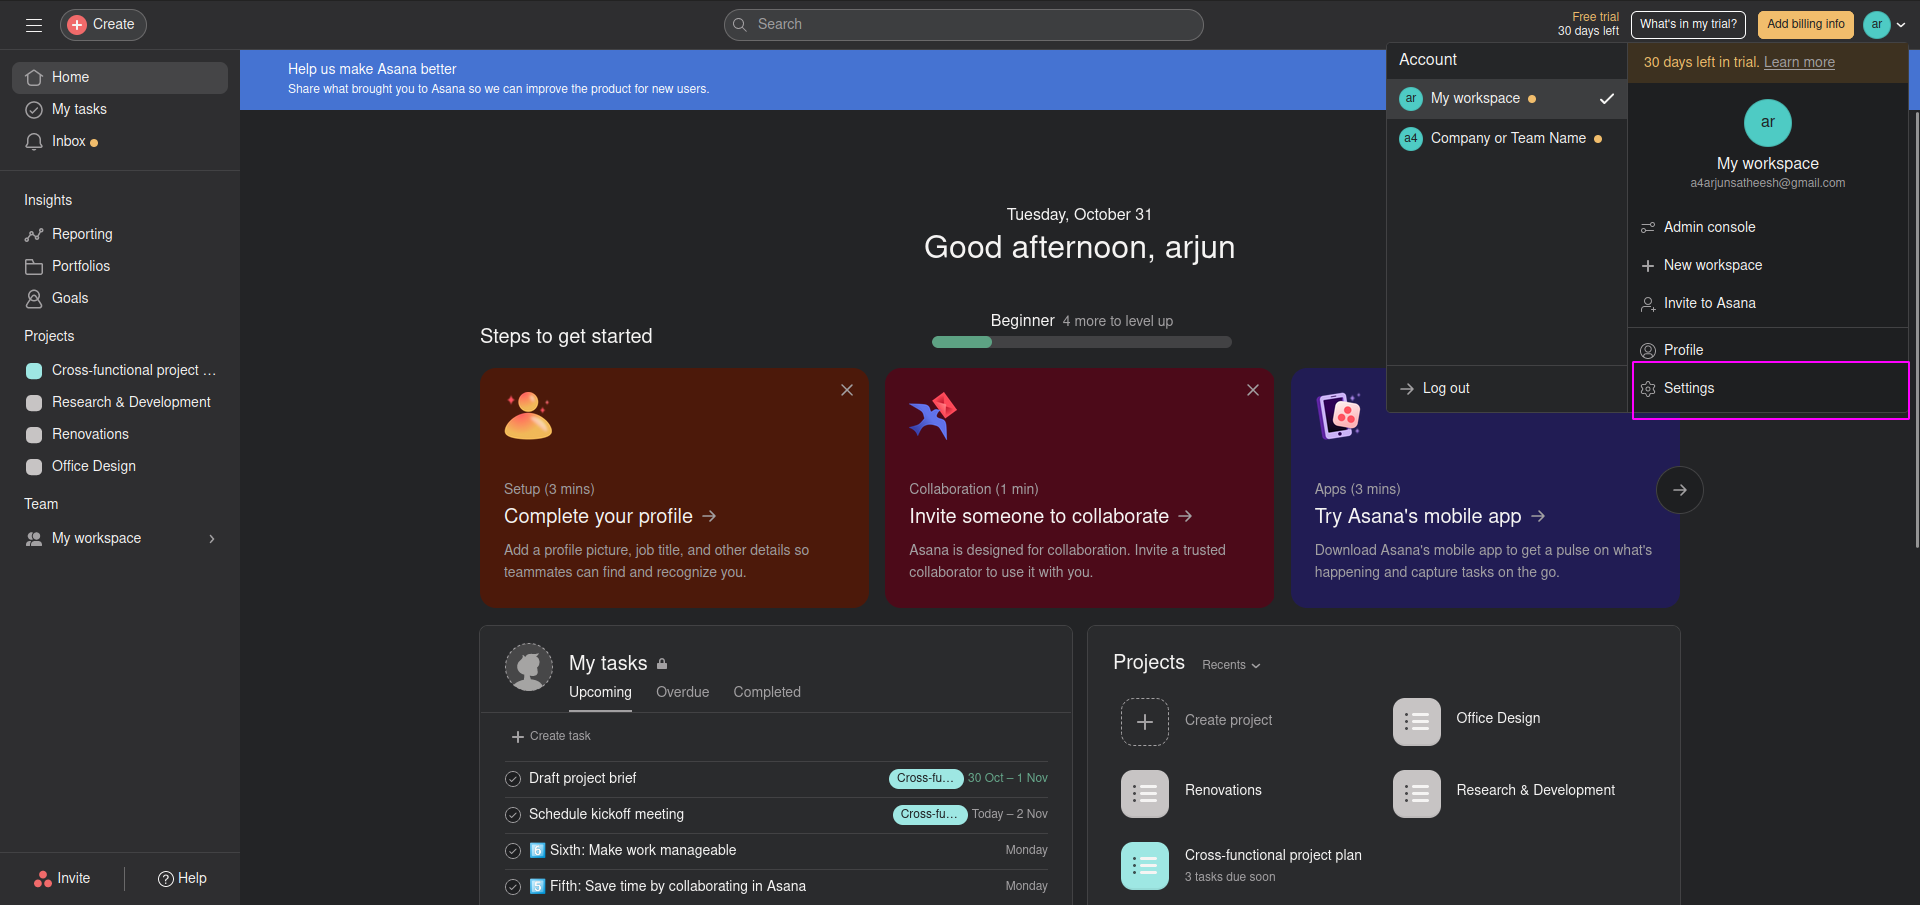 Create
Search
Free trial
30 days left
What's in my trial?
Add billing info
ar
Home
My tasks
Inbox
Insights
Reporting
Portfolios
Goals
Projects
Cross-functional project ...
Research & Development
Renovations
Office Design
Team
My workspace
Invite
Help
Help us make Asana better
Share what brought you to Asana so we can improve the product for new users.
Account
ar My workspace
a4 Company or Team Name
Log out
30 days left in trial. Learn more
ar
My workspace
a4arjunsatheesh@gmail.com
Admin console
New workspace
Invite to Asana
Profile
Settings
Tuesday, October 31
Good afternoon, arjun
Steps to get started
Beginner 4 more to level up
Setup (3 mins)
Complete your profile
Add a profile picture, job title, and other details so
teammates can find and recognize you.
Collaboration (1 min)
Invite someone to collaborate
Asana is designed for collaboration. Invite a trusted
collaborator to use it with you.
Apps (3 mins)
Try Asana's mobile app
Download Asana's mobile app to get a pulse on what's
happening and capture tasks on the go.
My tasks
Upcoming Overdue Completed
Create task
Draft project brief Cross-fu... 30 Oct – 1 Nov
Schedule kickoff meeting Cross-fu... Today – 2 Nov
6️⃣ Sixth: Make work manageable Monday
5️⃣ Fifth: Save time by collaborating in Asana Monday
Projects Recents
Create project
Office Design
Renovations
Research & Development
Cross-functional project plan
3 tasks due soon